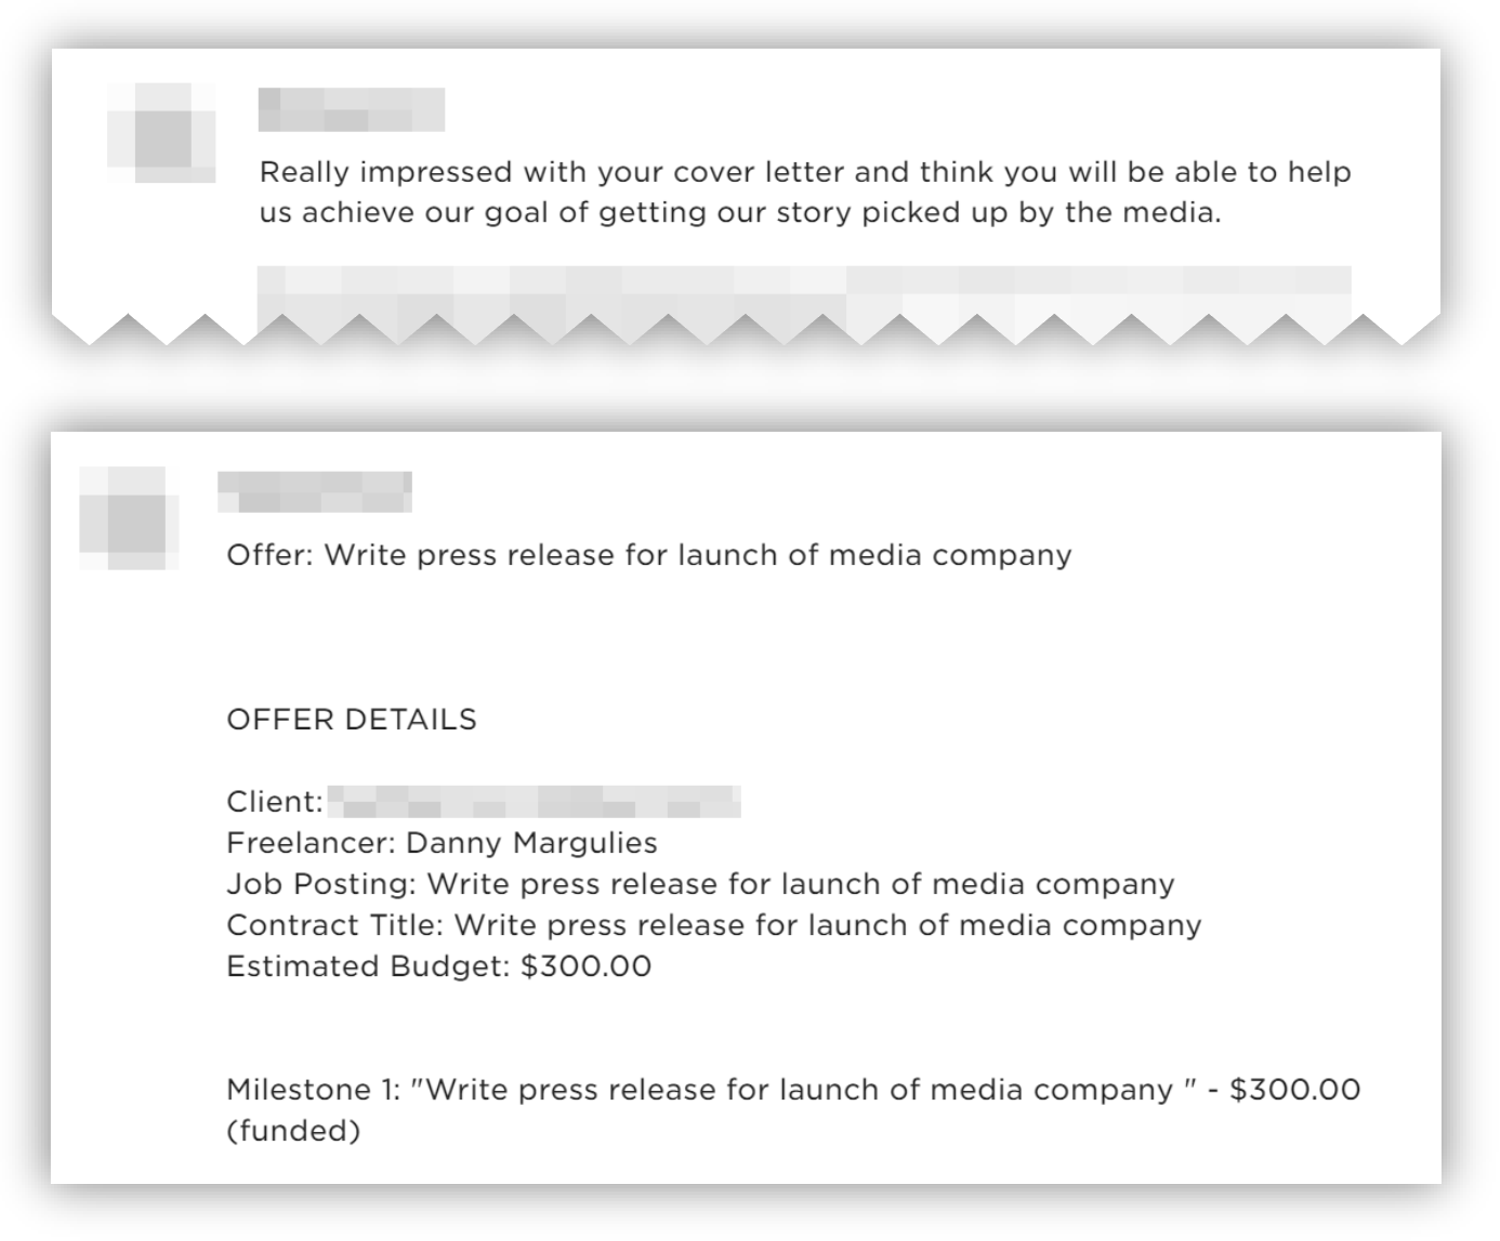 Really impressed with your cover letter and think you will be able to help
us achieve our goal of getting our story picked up by the media.
Offer: Write press release for launch of media company
OFFER DETAILS
Client:
Freelancer: Danny Margulies
Job Posting: Write press release for launch of media company
Contract Title: Write press release for launch of media company
Estimated Budget: $300.00
Milestone 1: "Write press release for launch of media company " - $300.00
(funded)